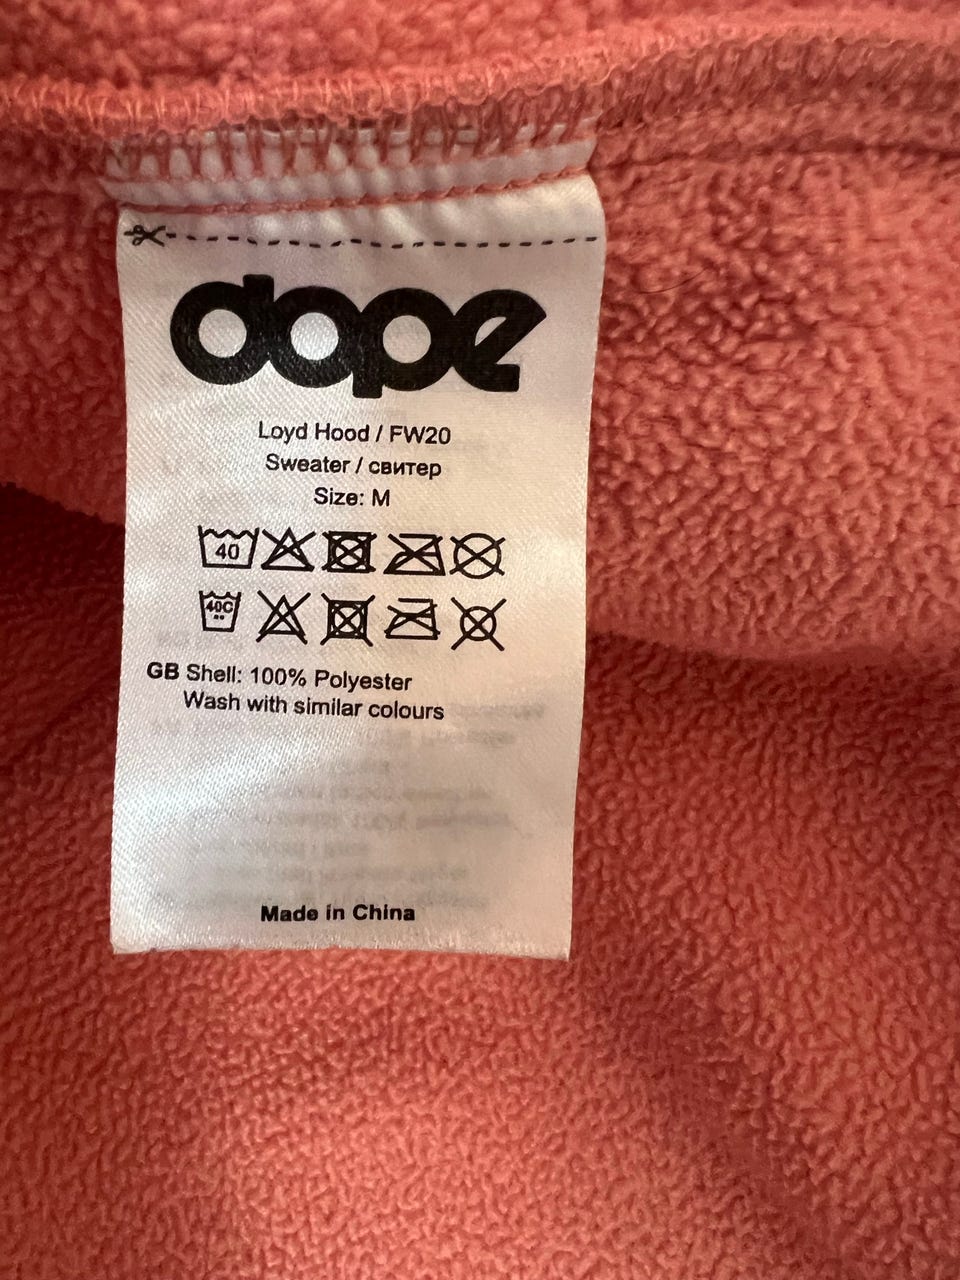 dope
Loyd Hood / FW20
Sweater / свитер
Size: M
40
40C
GB Shell: 100% Polyester
Wash with similar colours
Made in China